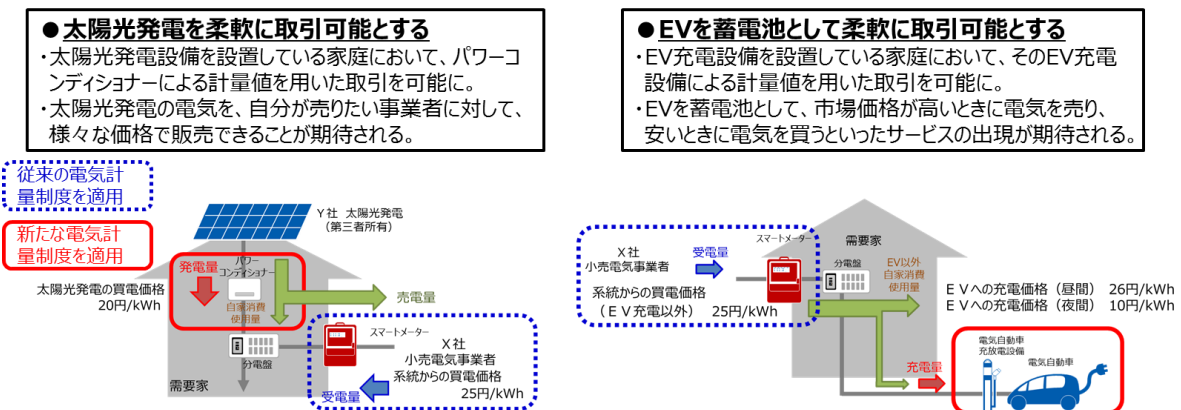 ●太陽光発電を柔軟に取引可能とする
・太陽光発電設備を設置している家庭において、パワーコ
ンディショナーによる計量値を用いた取引を可能に。
・太陽光発電の電気を、自分が売りたい事業者に対して、
様々な価格で販売できることが期待される。
●EVを蓄電池として柔軟に取引可能とする
・EV充電設備を設置している家庭において、そのEV充電
設備による計量値を用いた取引を可能に。
・EVを蓄電池として、市場価格が高いときに電気を売り、
安いときに電気を買うといったサービスの出現が期待される。
従来の電気計
量制度を適用
新たな電気計
量制度を適用
Y社 太陽光発電
（第三者所有）
パワー
コンディショナー
発電量
太陽光発電の買電価格
20円/kWh
自家消費
使用量
売電量
スマートメーター
X社
小売電気事業者
系統からの買電価格
25円/kWh
分電盤
需要家
受電量
X社
小売電気事業者
受電量
系統からの買電価格
（ＥＶ充電以外） 25円/kWh
スマートメーター
需要家
分電盤
EV以外
自家消費
使用量
ＥＶへの充電価格（昼間） 26円/kWh
ＥＶへの充電価格（夜間） 10円/kWh
充電量
電気自動車
充放電設備
電気自動車